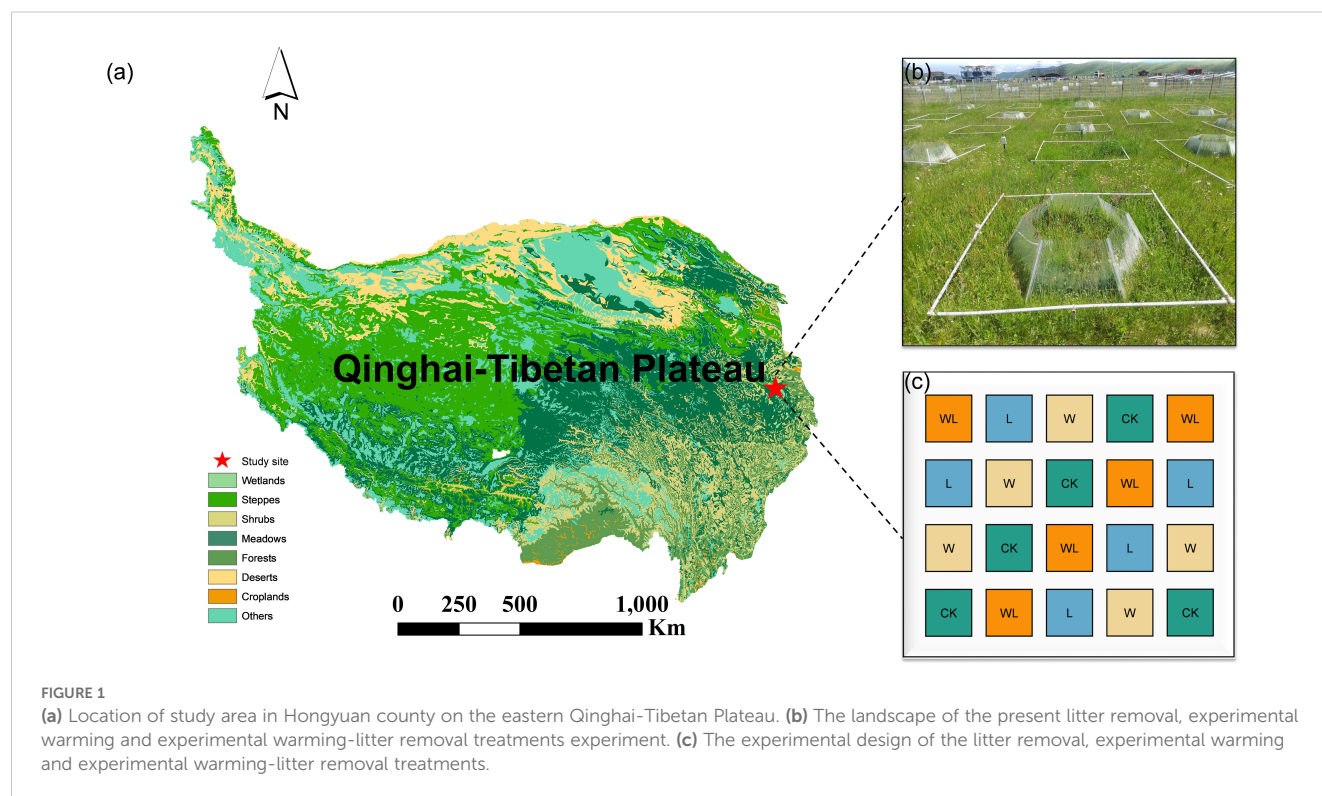 (a)
N
Qinghai-Tibetan Plateau
Study site
Wetlands
Steppes
Shrubs
Meadows
Forests
Deserts
Croplands
Others
0 250 500 1,000
Km
(b)
(c)
WL L W CK WL
L W CK WL L
W CK WL L W
CK WL L W CK
FIGURE 1
(a) Location of study area in Hongyuan county on the eastern Qinghai-Tibetan Plateau. (b) The landscape of the present litter removal, experimental
warming and experimental warming-litter removal treatments experiment. (c) The experimental design of the litter removal, experimental warming
and experimental warming-litter removal treatments.